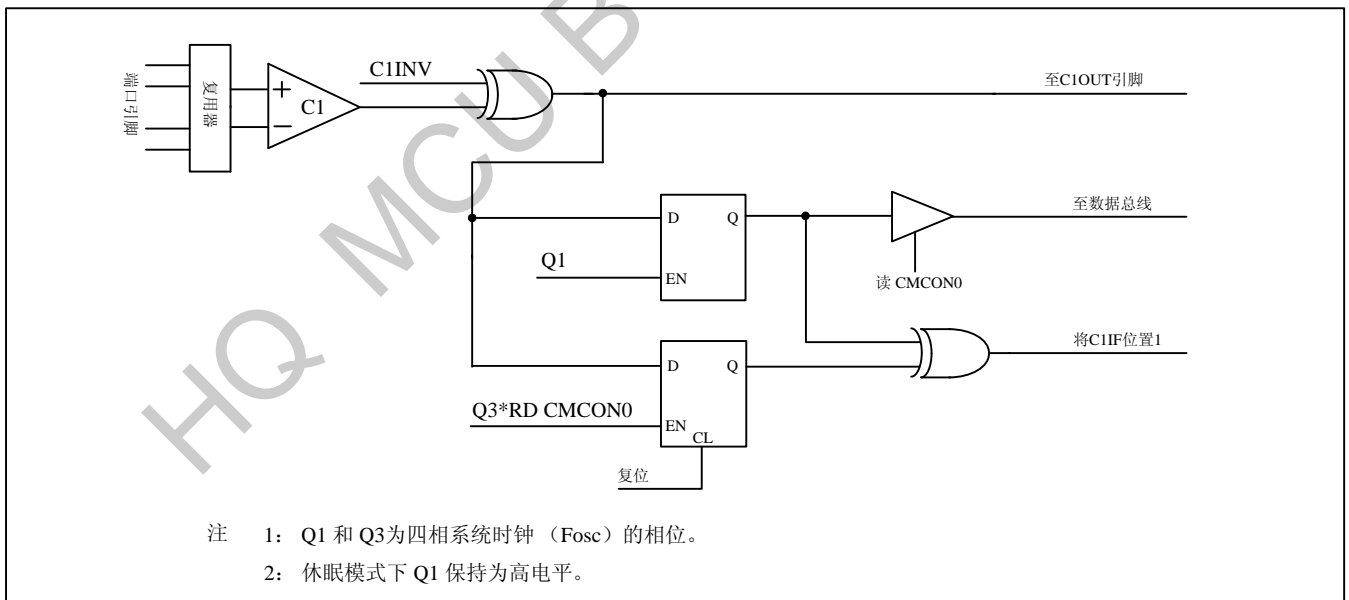 HQ MCU B
端口引脚
复用器
+
C1
−
C1INV
至C1OUT引脚
D
Q
Q1
EN
至数据总线
读 CMCON0
D
Q
Q3*RD CMCON0
EN
CL
复位
将C1IF位置1
注 1： Q1 和 Q3为四相系统时钟 （Fosc）的相位。
2： 休眠模式下 Q1 保持为高电平。